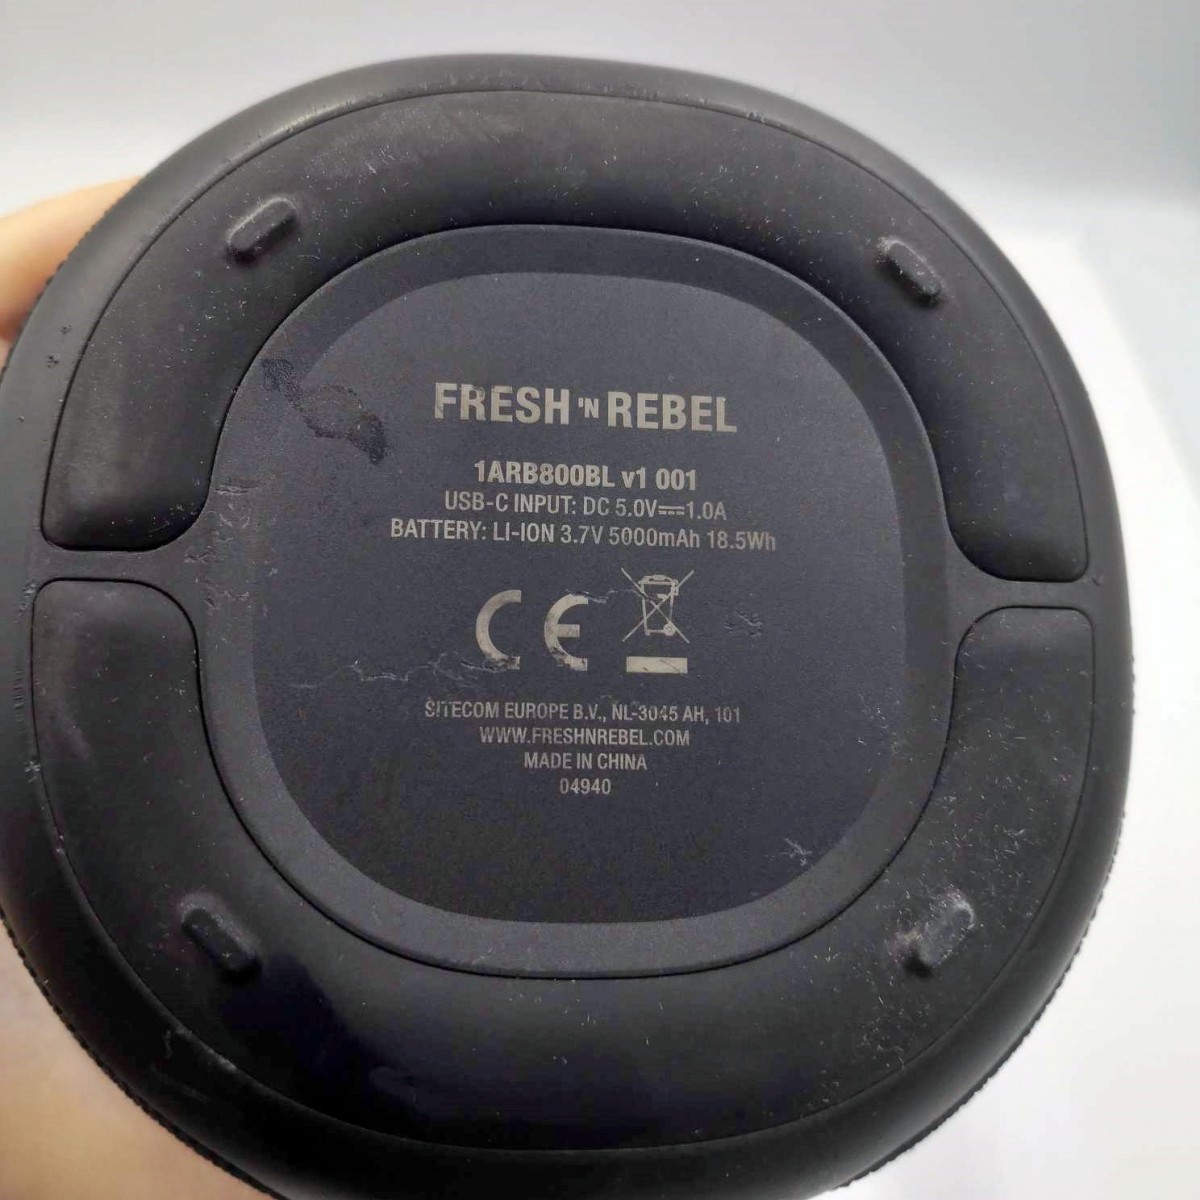 FRESH 'N REBEL
1ARB800BL v1 001
USB-C INPUT: DC 5.0V⎓1.0A
BATTERY: LI-ION 3.7V 5000mAh 18.5Wh
CE
SITECOM EUROPE B.V., NL-3045 AH, 101
WWW.FRESHNREBEL.COM
MADE IN CHINA
04940